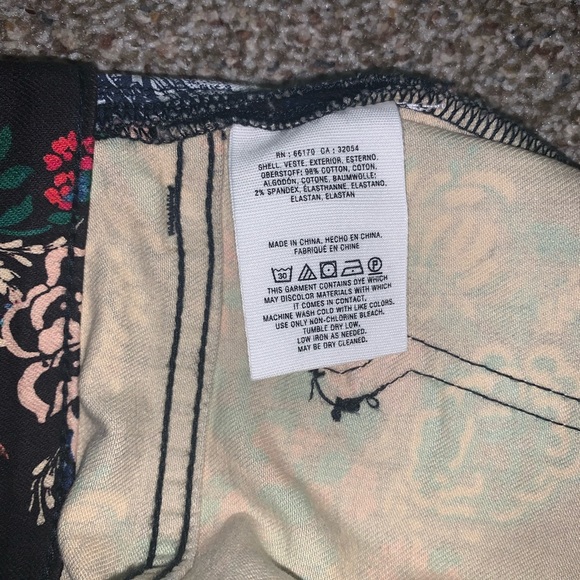 RN : 66170 CA : 32054
SHELL. VESTE. EXTERIOR. ESTERNO.
OBERSTOFF: 98% COTTON, COTON.
ALGODÓN, COTONE. BAUMWOLLE:
2% SPANDEX, ÉLASTHANNE. ELASTANO,
ELASTAN, ELASTAN
MADE IN CHINA. HECHO EN CHINA.
FABRIQUÉ EN CHINE
30 P
THIS GARMENT CONTAINS DYE WHICH
MAY DISCOLOR MATERIALS WITH WHICH
IT COMES IN CONTACT.
MACHINE WASH COLD WITH LIKE COLORS.
USE ONLY NON-CHLORINE BLEACH.
TUMBLE DRY LOW.
LOW IRON AS NEEDED.
MAY BE DRY CLEANED.